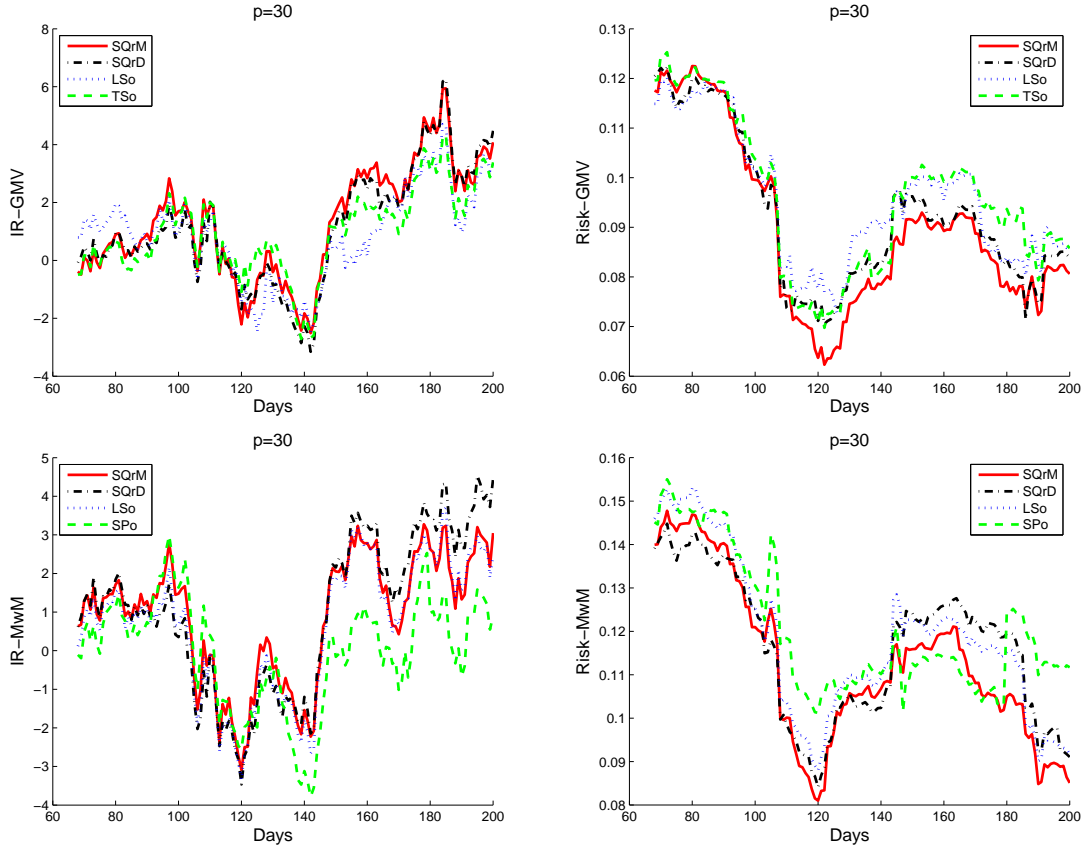 p=30
IR−GMV
8
6
4
2
0
−2
−4
SQrM
SQrD
LSo
TSo
60 80 100 120 140 160 180 200
Days
p=30
Risk−GMV
0.13
0.12
0.11
0.1
0.09
0.08
0.07
0.06
SQrM
SQrD
LSo
TSo
60 80 100 120 140 160 180 200
Days
p=30
IR−MwM
5
4
3
2
1
0
−1
−2
−3
−4
SQrM
SQrD
LSo
SPo
60 80 100 120 140 160 180 200
Days
p=30
Risk−MwM
0.16
0.15
0.14
0.13
0.12
0.11
0.1
0.09
0.08
SQrM
SQrD
LSo
SPo
60 80 100 120 140 160 180 200
Days